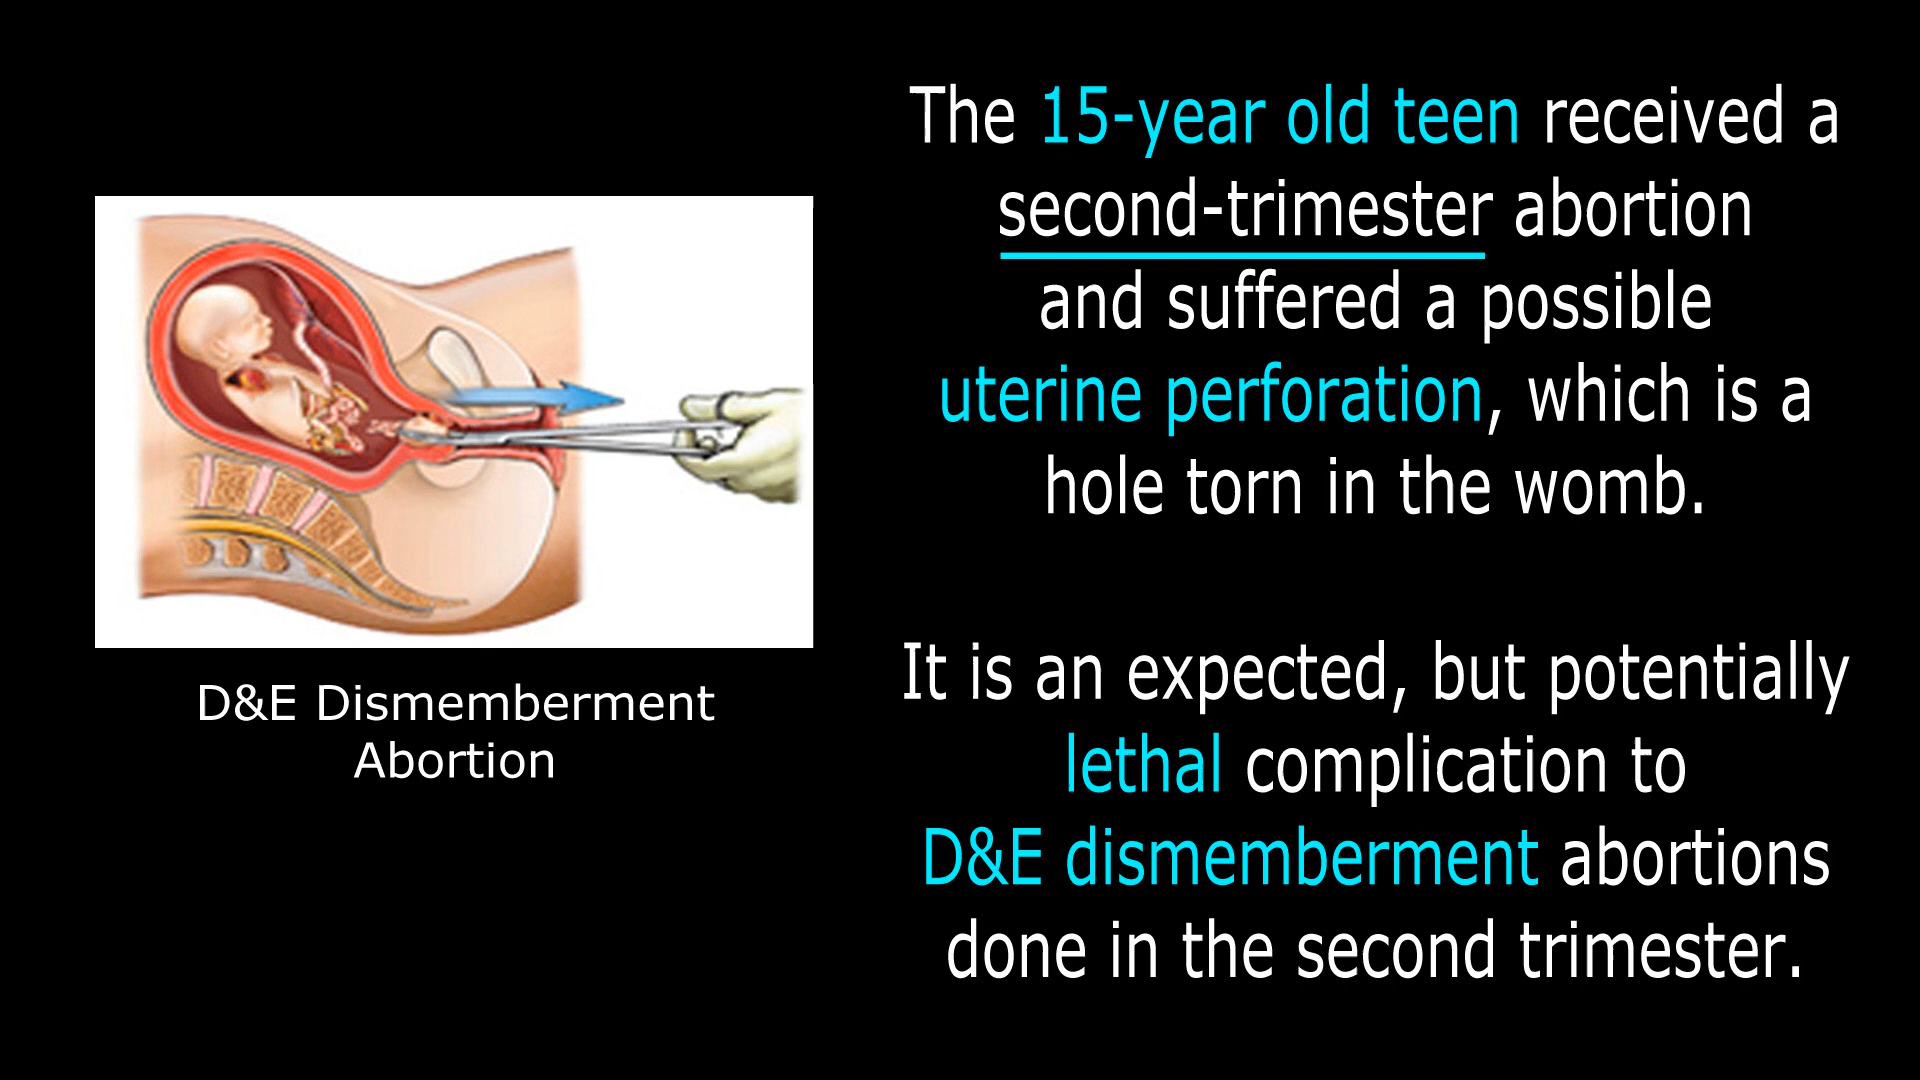 The 15-year old teen received a
second-trimester abortion
and suffered a possible
uterine perforation, which is a
hole torn in the womb.
It is an expected, but potentially
lethal complication to
D&E dismemberment abortions
done in the second trimester.
D&E Dismemberment
Abortion